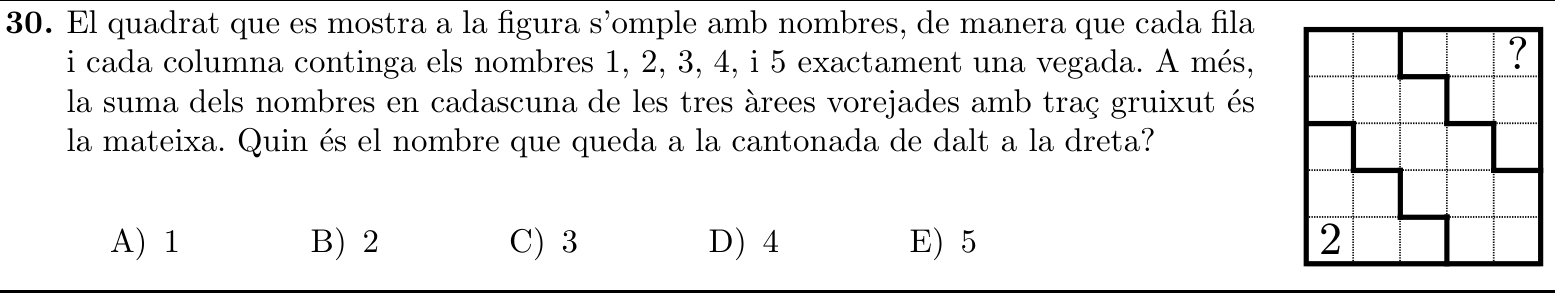 30. El quadrat que es mostra a la figura s'omple amb nombres, de manera que cada fila
i cada columna continga els nombres 1, 2, 3, 4, i 5 exactament una vegada. A més,
la suma dels nombres en cadascuna de les tres àrees vorejades amb traç gruixut és
la mateixa. Quin és el nombre que queda a la cantonada de dalt a la dreta?
A) 1 B) 2 C) 3 D) 4 E) 5
?
2